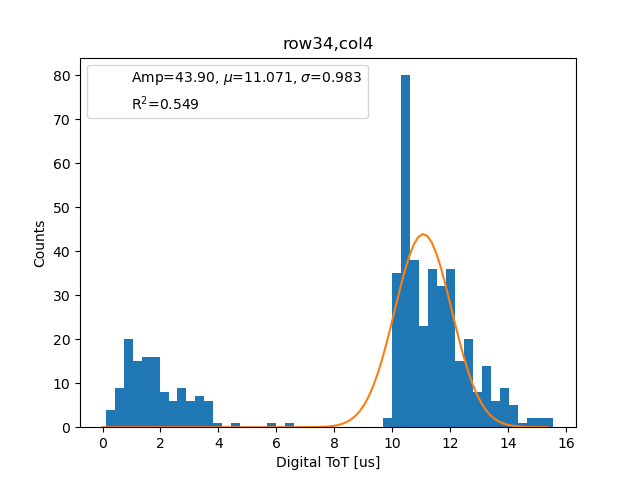 row34,col4
Amp=43.90, μ=11.071, σ=0.983
R²=0.549
Counts
80
70
60
50
40
30
20
10
0
0 2 4 6 8 10 12 14 16
Digital ToT [us]